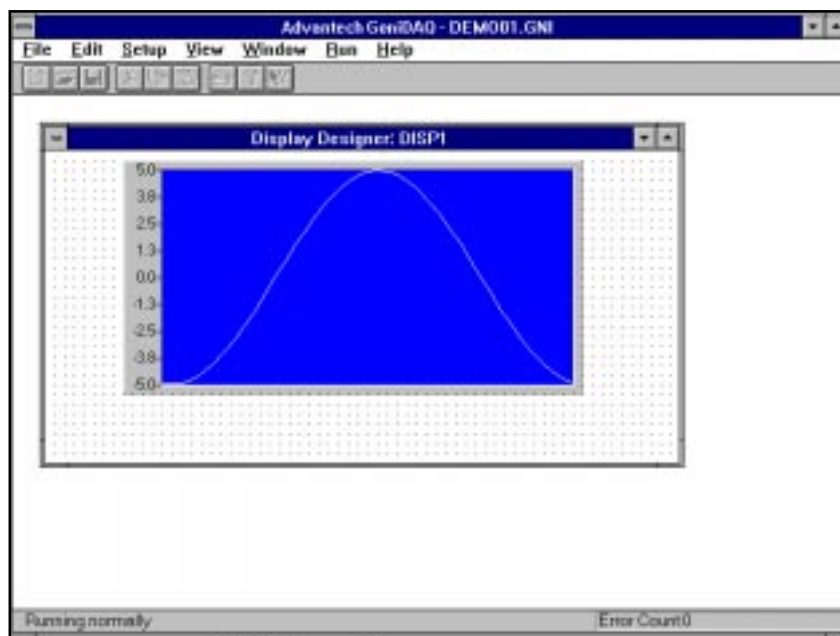 Advantech GeniDAQ - DEMO01.GNI
File Edit Setup View Window Run Help
Display Designer: DISP1
5.0
3.8
2.5
1.3
0.0
-1.3
-2.5
-3.8
-5.0
Running normally Error Count:0